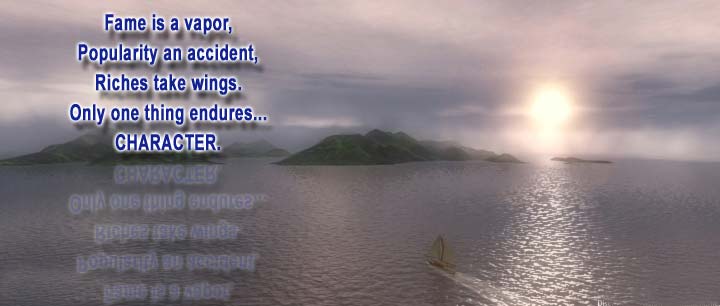 Fame is a vapor,
Popularity an accident,
Riches take wings.
Only one thing endures...
CHARACTER.